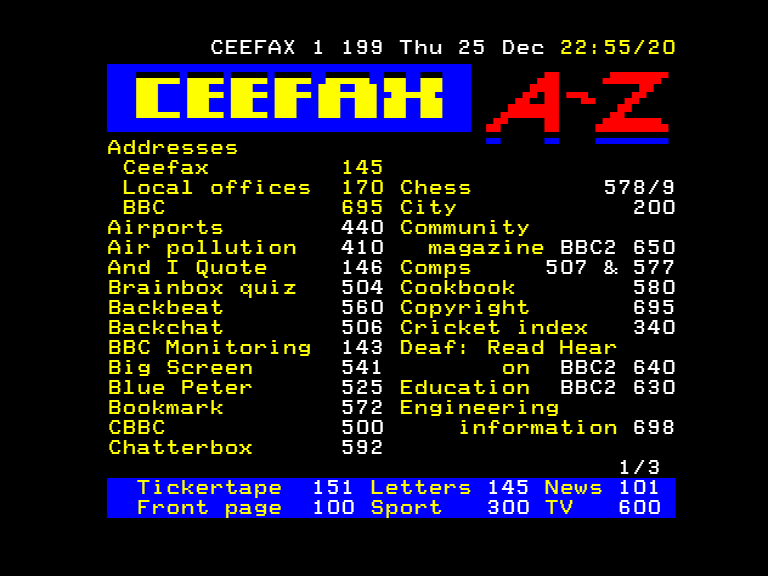 CEEFAX 1 199 Thu 25 Dec 22:55/20
CEEFAX A-Z
Addresses
Ceefax 145
Local offices 170 Chess 578/9
BBC 695 City 200
Airports 440 Community
Air pollution 410 magazine BBC2 650
And I Quote 146 Comps 507 & 577
Brainbox quiz 504 Cookbook 580
Backbeat 560 Copyright 695
Backchat 506 Cricket index 340
BBC Monitoring 143 Deaf: Read Hear
Big Screen 541 on BBC2 640
Blue Peter 525 Education BBC2 630
Bookmark 572 Engineering
CBBC 500 information 698
Chatterbox 592
1/3
Tickertape 151 Letters 145 News 101
Front page 100 Sport 300 TV 600